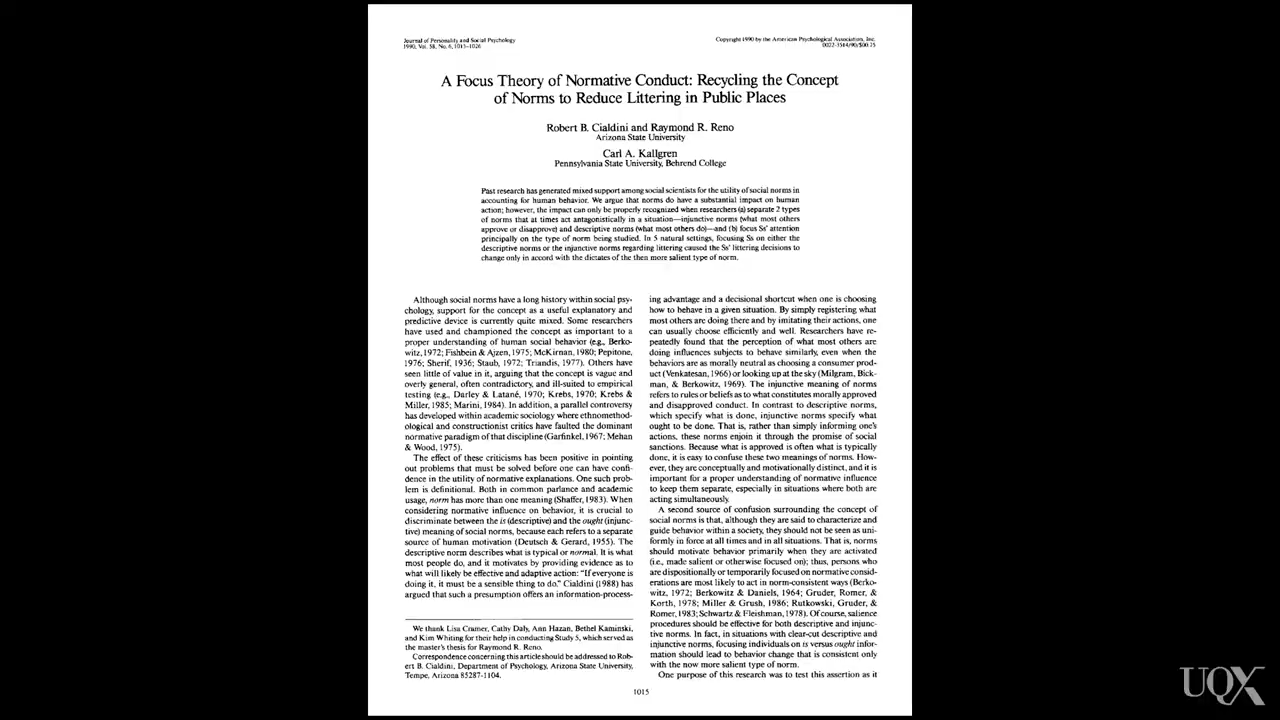 Journal of Personality and Social Psychology
1990, Vol. 58, No. 6, 1015-1026
Copyright 1990 by the American Psychological Association, Inc.
0022-3514/90/$00.75
A Focus Theory of Normative Conduct: Recycling the Concept
of Norms to Reduce Littering in Public Places
Robert B. Cialdini and Raymond R. Reno
Arizona State University
Carl A. Kallgren
Pennsylvania State University, Behrend College
Past research has generated mixed support among social scientists for the utility of social norms in
accounting for human behavior. We argue that norms do have a substantial impact on human
action; however, the impact can only be properly recognized when researchers (a) separate 2 types
of norms that at times act antagonistically in a situation—injunctive norms (what most others
approve or disapprove) and descriptive norms (what most others do)—and (b) focus Ss' attention
principally on the type of norm being studied. In 5 natural settings, focusing Ss on either the
descriptive norms or the injunctive norms regarding littering caused the Ss' littering decisions to
change only in accord with the dictates of the then more salient type of norm.
Although social norms have a long history within social psy-
chology, support for the concept as a useful explanatory and
predictive device is currently quite mixed. Some researchers
have used and championed the concept as important to a
proper understanding of human social behavior (e.g., Berko-
witz, 1972; Fishbein & Ajzen, 1975; McKirnan, 1980; Pepitone,
1976; Sherif, 1936; Staub, 1972; Triandis, 1977). Others have
seen little of value in it, arguing that the concept is vague and
overly general, often contradictory, and ill-suited to empirical
testing (e.g., Darley & Latané, 1970; Krebs, 1970; Krebs &
Miller, 1985; Marini, 1984). In addition, a parallel controversy
has developed within academic sociology where ethnomethod-
ological and constructionist critics have faulted the dominant
normative paradigm of that discipline (Garfinkel, 1967; Mehan
& Wood, 1975).
The effect of these criticisms has been positive in pointing
out problems that must be solved before one can have confi-
dence in the utility of normative explanations. One such prob-
lem is definitional. Both in common parlance and academic
usage, norm has more than one meaning (Shaffer, 1983). When
considering normative influence on behavior, it is crucial to
discriminate between the is (descriptive) and the ought (injunc-
tive) meaning of social norms, because each refers to a separate
source of human motivation (Deutsch & Gerard, 1955). The
descriptive norm describes what is typical or normal. It is what
most people do, and it motivates by providing evidence as to
what will likely be effective and adaptive action: "If everyone is
doing it, it must be a sensible thing to do." Cialdini (1988) has
argued that such a presumption offers an information-process-
We thank Lisa Cramer, Cathy Daly, Ann Hazan, Bethel Kaminski,
and Kim Whiting for their help in conducting Study 5, which served as
the master's thesis for Raymond R. Reno.
Correspondence concerning this article should be addressed to Rob-
ert B. Cialdini, Department of Psychology, Arizona State University,
Tempe, Arizona 85287-1104.
ing advantage and a decisional shortcut when one is choosing
how to behave in a given situation. By simply registering what
most others are doing there and by imitating their actions, one
can usually choose efficiently and well. Researchers have re-
peatedly found that the perception of what most others are
doing influences subjects to behave similarly, even when the
behaviors are as morally neutral as choosing a consumer prod-
uct (Venkatesan, 1966) or looking up at the sky (Milgram, Bick-
man, & Berkowitz, 1969). The injunctive meaning of norms
refers to rules or beliefs as to what constitutes morally approved
and disapproved conduct. In contrast to descriptive norms,
which specify what is done, injunctive norms specify what
ought to be done. That is, rather than simply informing one's
actions, these norms enjoin it through the promise of social
sanctions. Because what is approved is often what is typically
done, it is easy to confuse these two meanings of norms. How-
ever, they are conceptually and motivationally distinct, and it is
important for a proper understanding of normative influence
to keep them separate, especially in situations where both are
acting simultaneously.
A second source of confusion surrounding the concept of
social norms is that, although they are said to characterize and
guide behavior within a society, they should not be seen as uni-
formly in force at all times and in all situations. That is, norms
should motivate behavior primarily when they are activated
(i.e., made salient or otherwise focused on); thus, persons who
are dispositionally or temporarily focused on normative consid-
erations are most likely to act in norm-consistent ways (Berko-
witz, 1972; Berkowitz & Daniels, 1964; Gruder, Romer, &
Korth, 1978; Miller & Grush, 1986; Rutkowski, Gruder, &
Romer, 1983; Schwartz & Fleishman, 1978). Of course, salience
procedures should be effective for both descriptive and injunc-
tive norms. In fact, in situations with clear-cut descriptive and
injunctive norms, focusing individuals on is versus ought infor-
mation should lead to behavior change that is consistent only
with the now more salient type of norm.
One purpose of this research was to test this assertion as it
1015
UQX